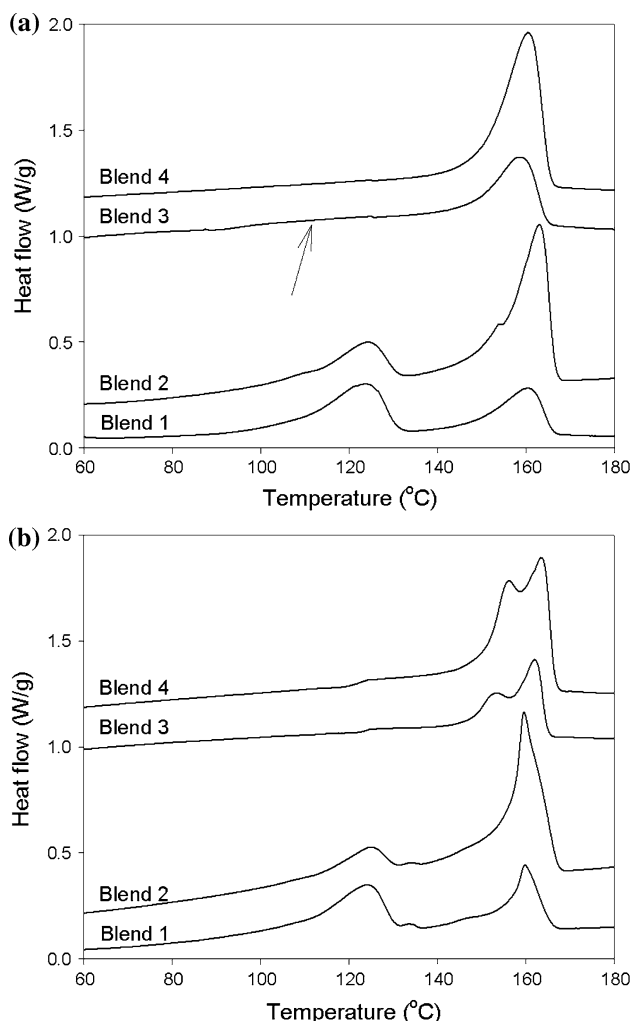 (a)
2.0
1.5
1.0
0.5
0.0
Heat flow (W/g)
Blend 4
Blend 3
Blend 2
Blend 1
60 80 100 120 140 160 180
Temperature (°C)
(b)
2.0
1.5
1.0
0.5
0.0
Heat flow (W/g)
Blend 4
Blend 3
Blend 2
Blend 1
60 80 100 120 140 160 180
Temperature (°C)